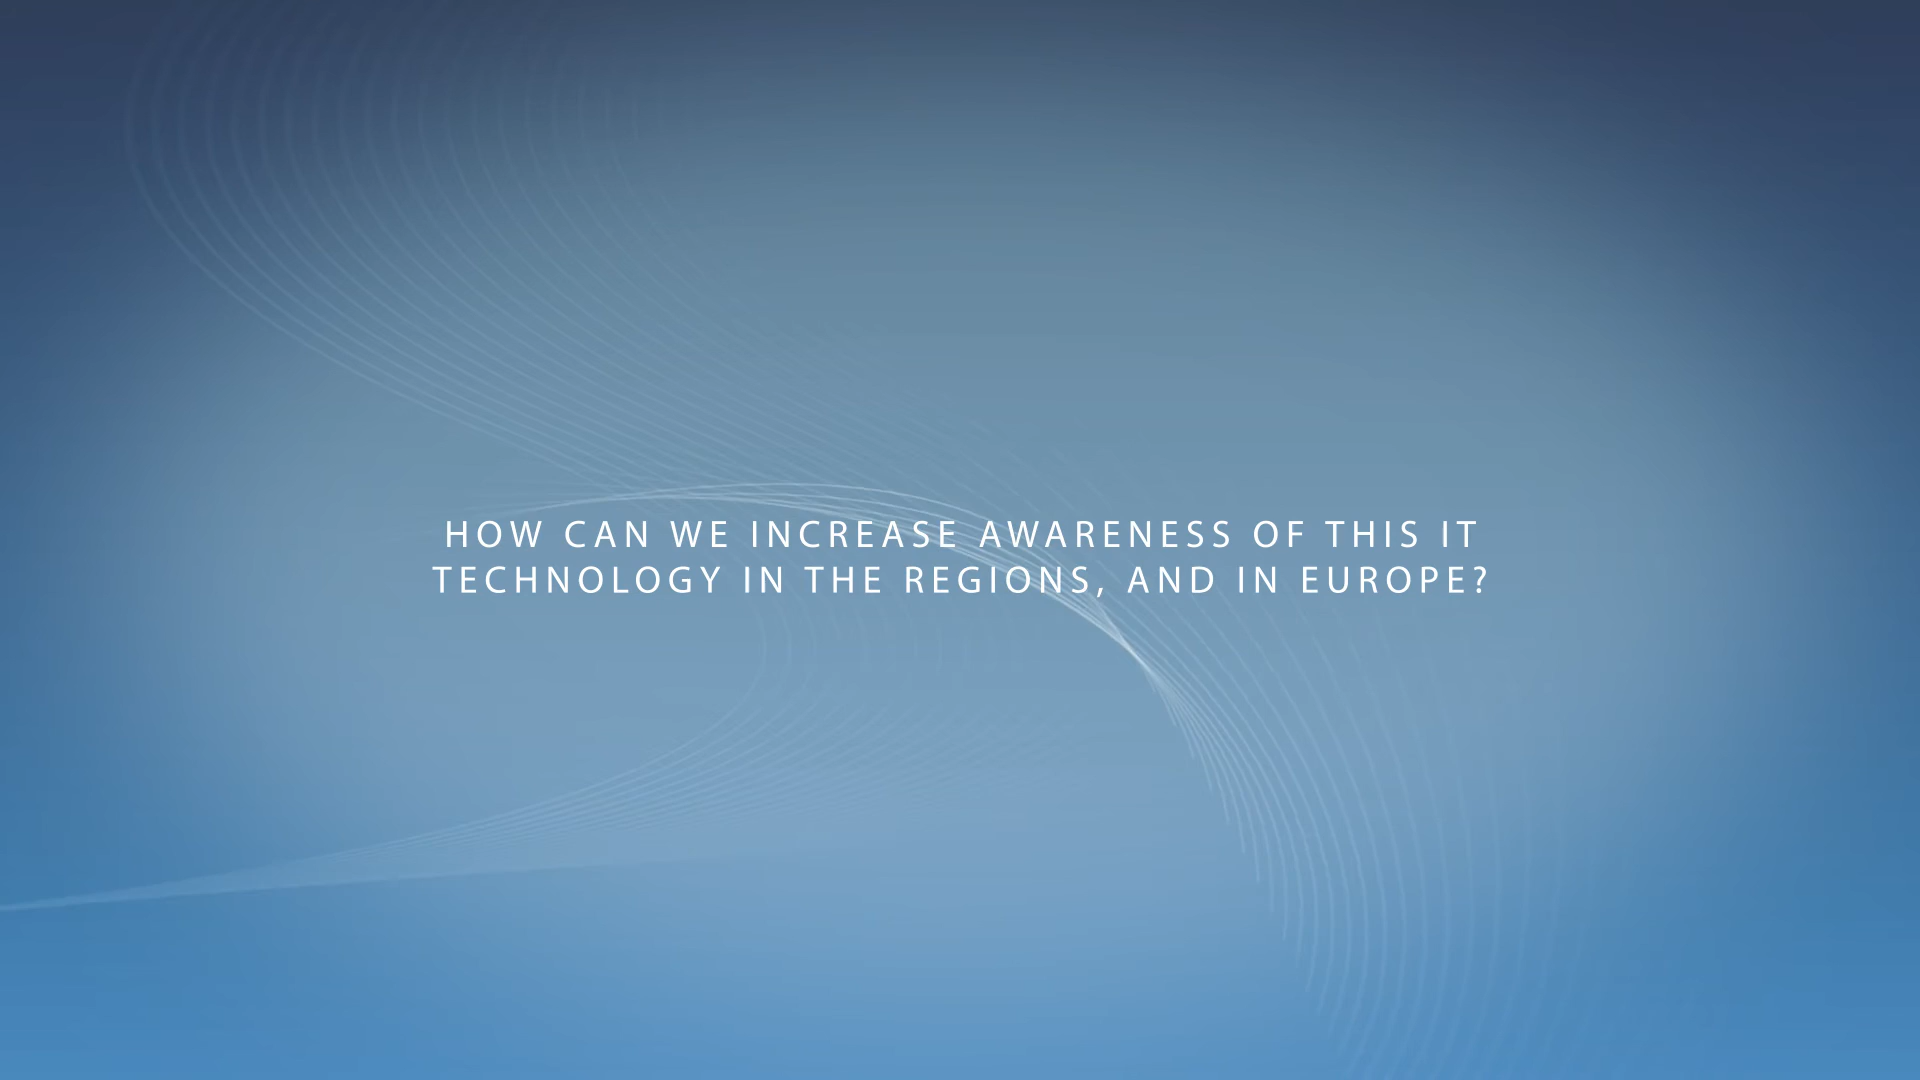 HOW CAN WE INCREASE AWARENESS OF THIS IT
TECHNOLOGY IN THE REGIONS, AND IN EUROPE?